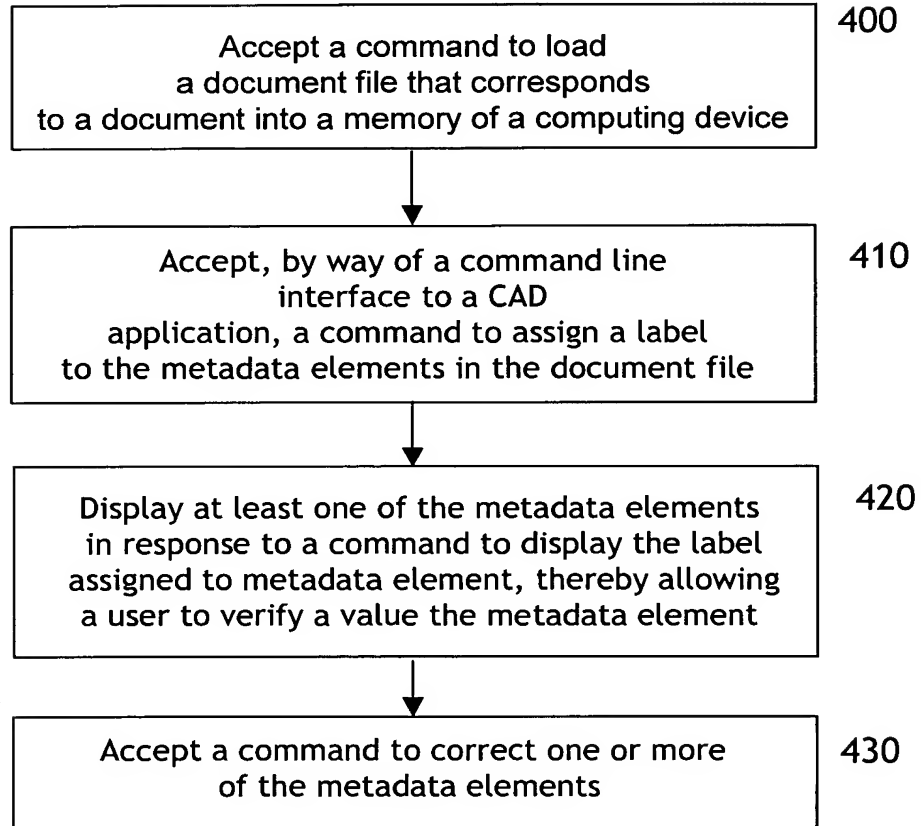 400
Accept a command to load
a document file that corresponds
to a document into a memory of a computing device
410
Accept, by way of a command line
interface to a CAD
application, a command to assign a label
to the metadata elements in the document file
420
Display at least one of the metadata elements
in response to a command to display the label
assigned to metadata element, thereby allowing
a user to verify a value the metadata element
430
Accept a command to correct one or more
of the metadata elements